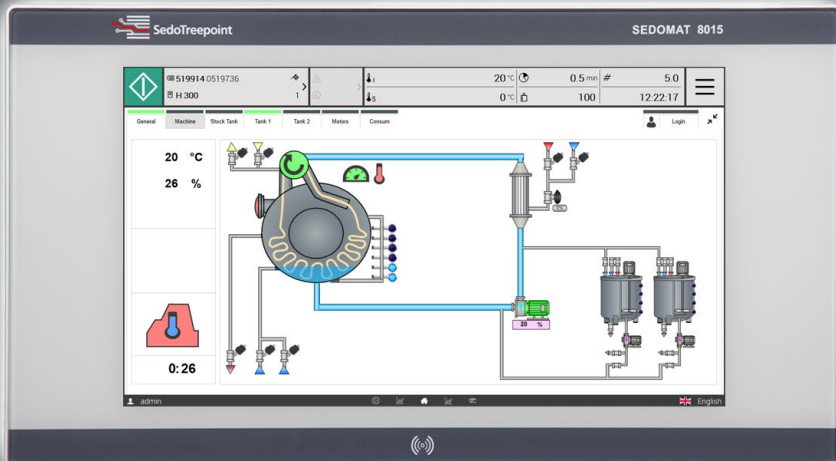 SedoTreepoint
SEDOMAT 8015
519914 0519736
H 300
1
i
20 °C
0.5 min
#
5.0
s
0 °C
100
12:22:17
General
Machine
Stock Tank
Tank 1
Tank 2
Motors
Consum
Login
20 °C
26 %
0:26
20 %
admin
English